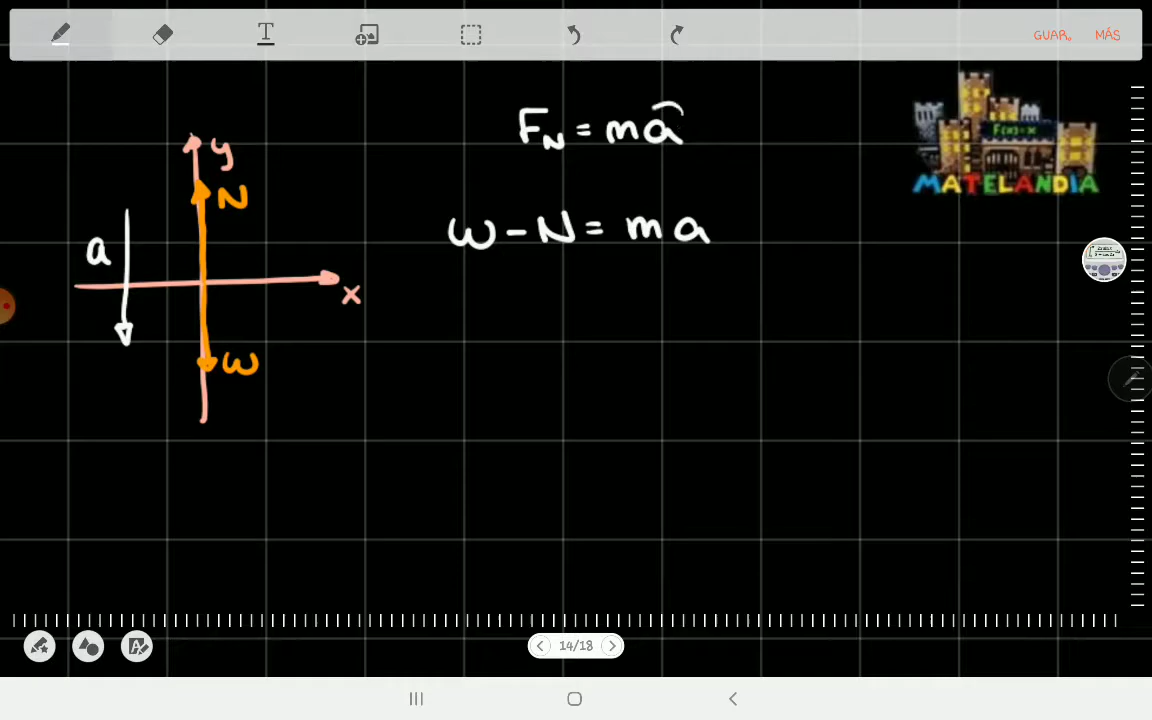 T
GUAR.
MÁS
F_N = ma⃗
F(x)=x
MATELANDIA
y
N
W - N = ma
a
x
W
14/18